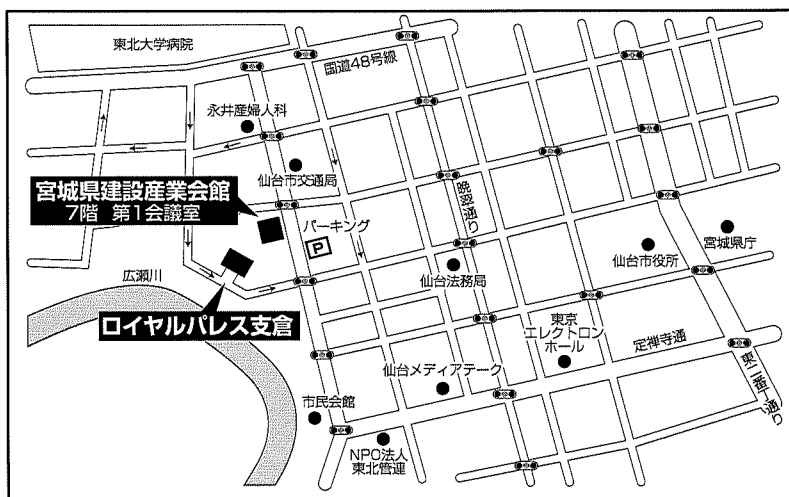 東北大学病院
国道48号線
永井産婦人科
仙台市交通局
宮城県建設産業会館
7階 第1会議室
パーキング
P
晩翠通り
広瀬川
ロイヤルパレス支倉
仙台法務局
仙台市役所
宮城県庁
東京
エレクトロン
ホール
定禅寺通
仙台メディアテーク
東二番丁通り
市民会館
NPO法人
東北管連